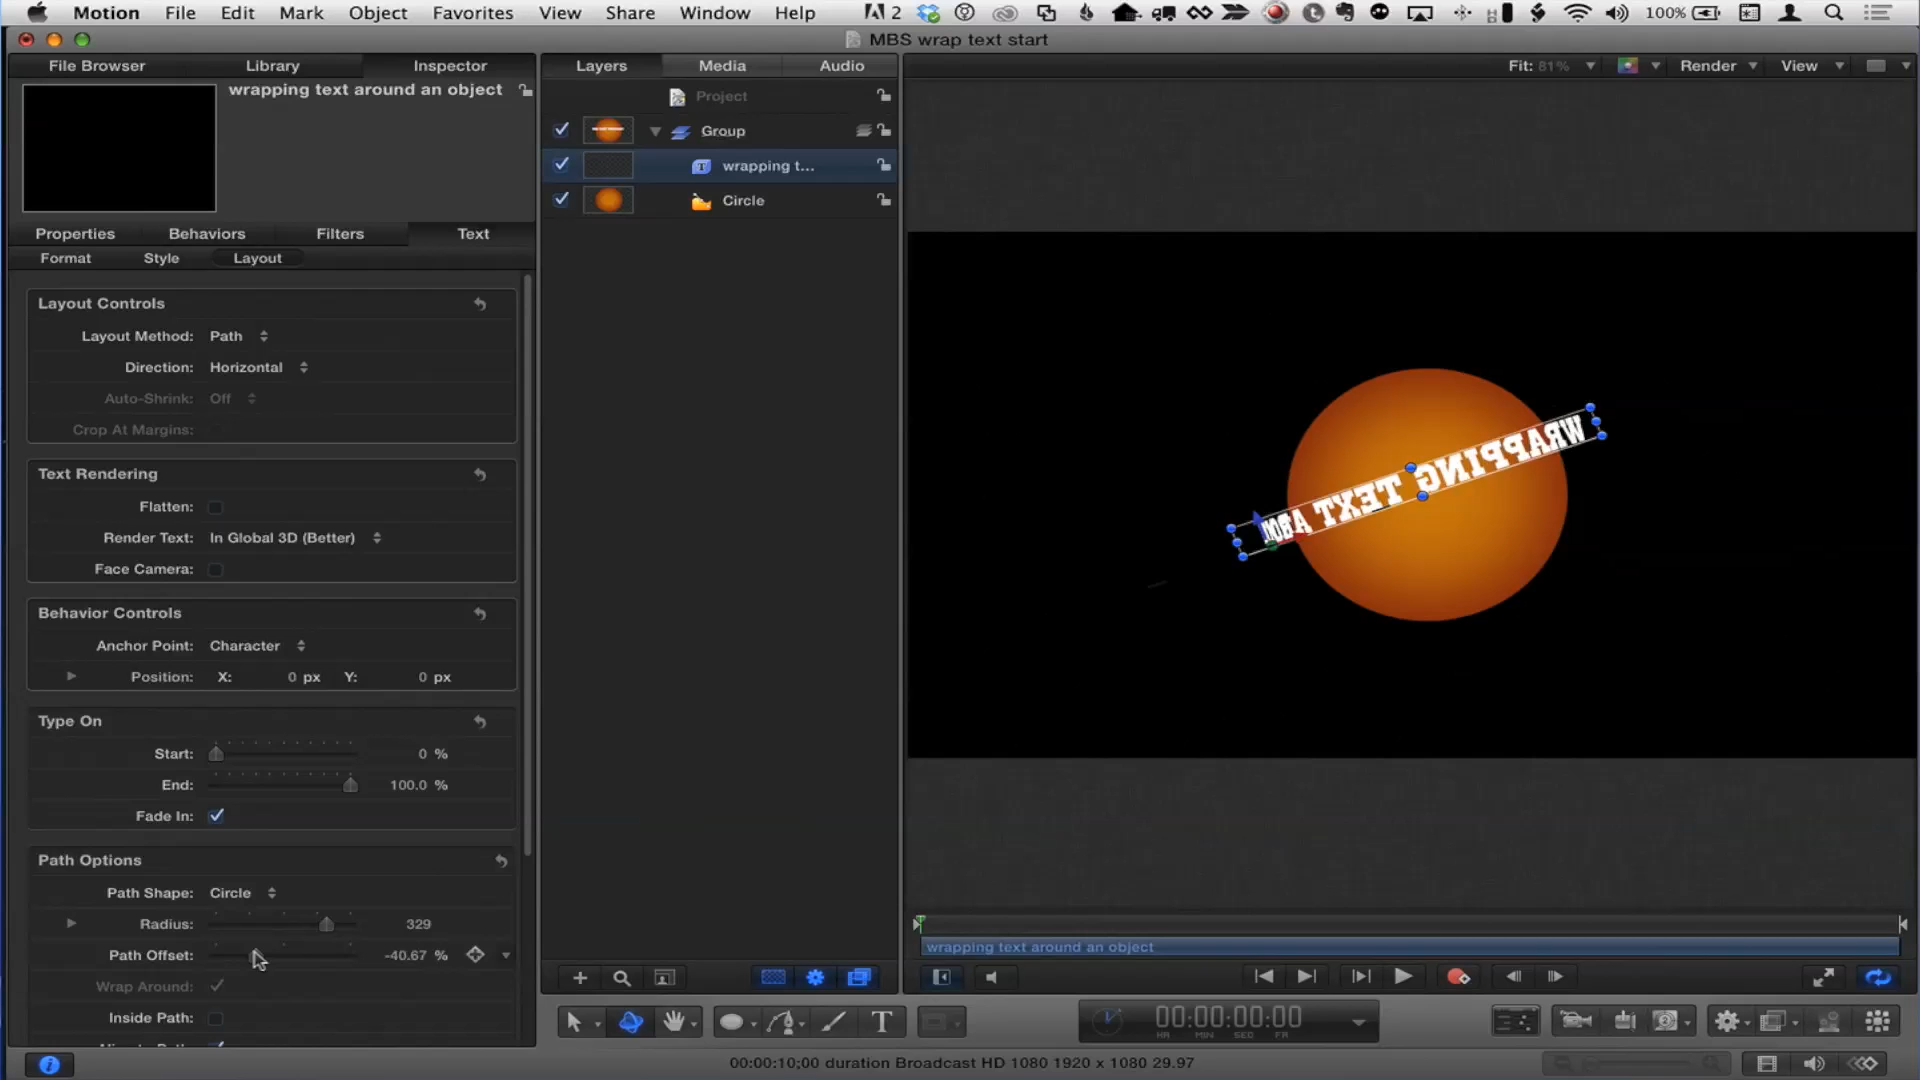 Motion File Edit Mark Object Favorites View Share Window Help 2 100%
MBS wrap text start
File Browser Library Inspector Layers Media Audio Fit: 81% Render View
wrapping text around an object
Project
Group
wrapping t...
Circle
Properties Behaviors Filters Text
Format Style Layout
Layout Controls
Layout Method: Path
Direction: Horizontal
Auto-Shrink: Off
Crop At Margins:
Text Rendering
Flatten:
Render Text: In Global 3D (Better)
Face Camera:
Behavior Controls
Anchor Point: Character
Position: X: 0 px Y: 0 px
Type On
Start: 0 %
End: 100.0 %
Fade In:
Path Options
Path Shape: Circle
Radius: 329
Path Offset: -40.67 %
Wrap Around:
Inside Path:
WRAPPING TEXT
wrapping text around an object
00:00:00:00
HR MIN SEC FR
00:00:10;00 duration Broadcast HD 1080 1920 x 1080 29.97